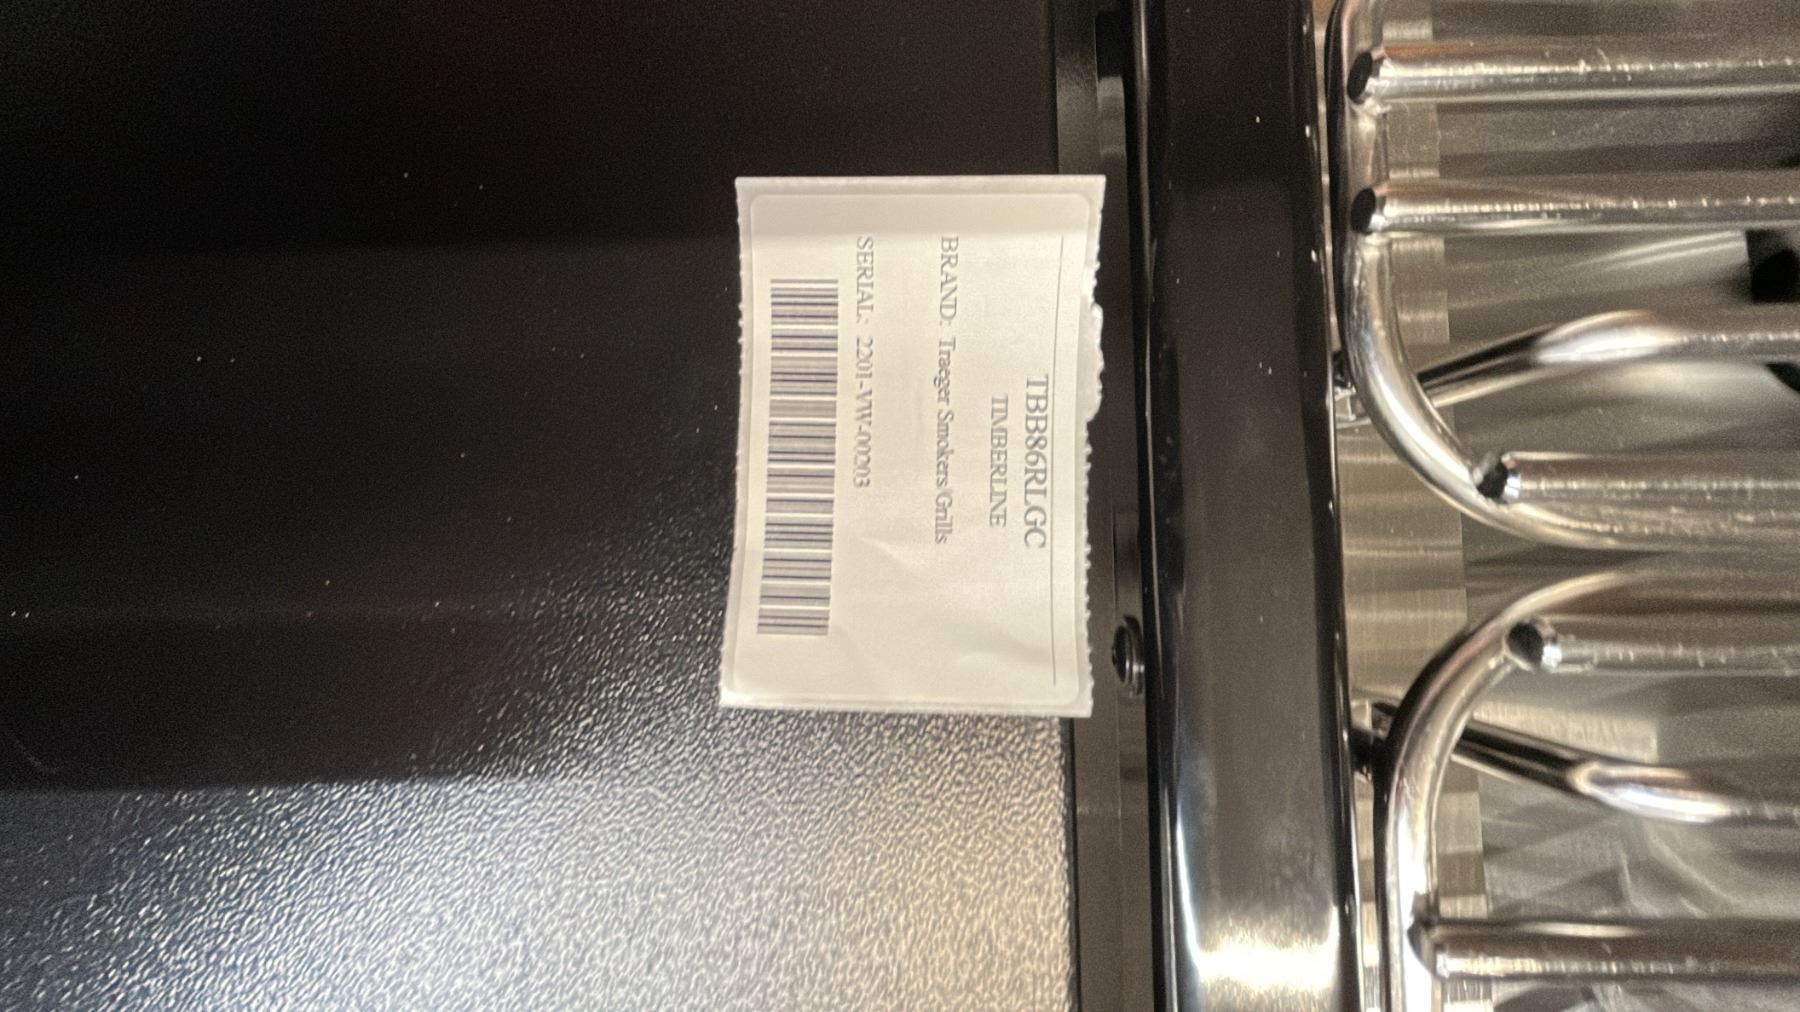 TBB86RLGC
TIMBERLINE
BRAND: Traeger Smokers/Grills
SERIAL: 2201-VW-00203